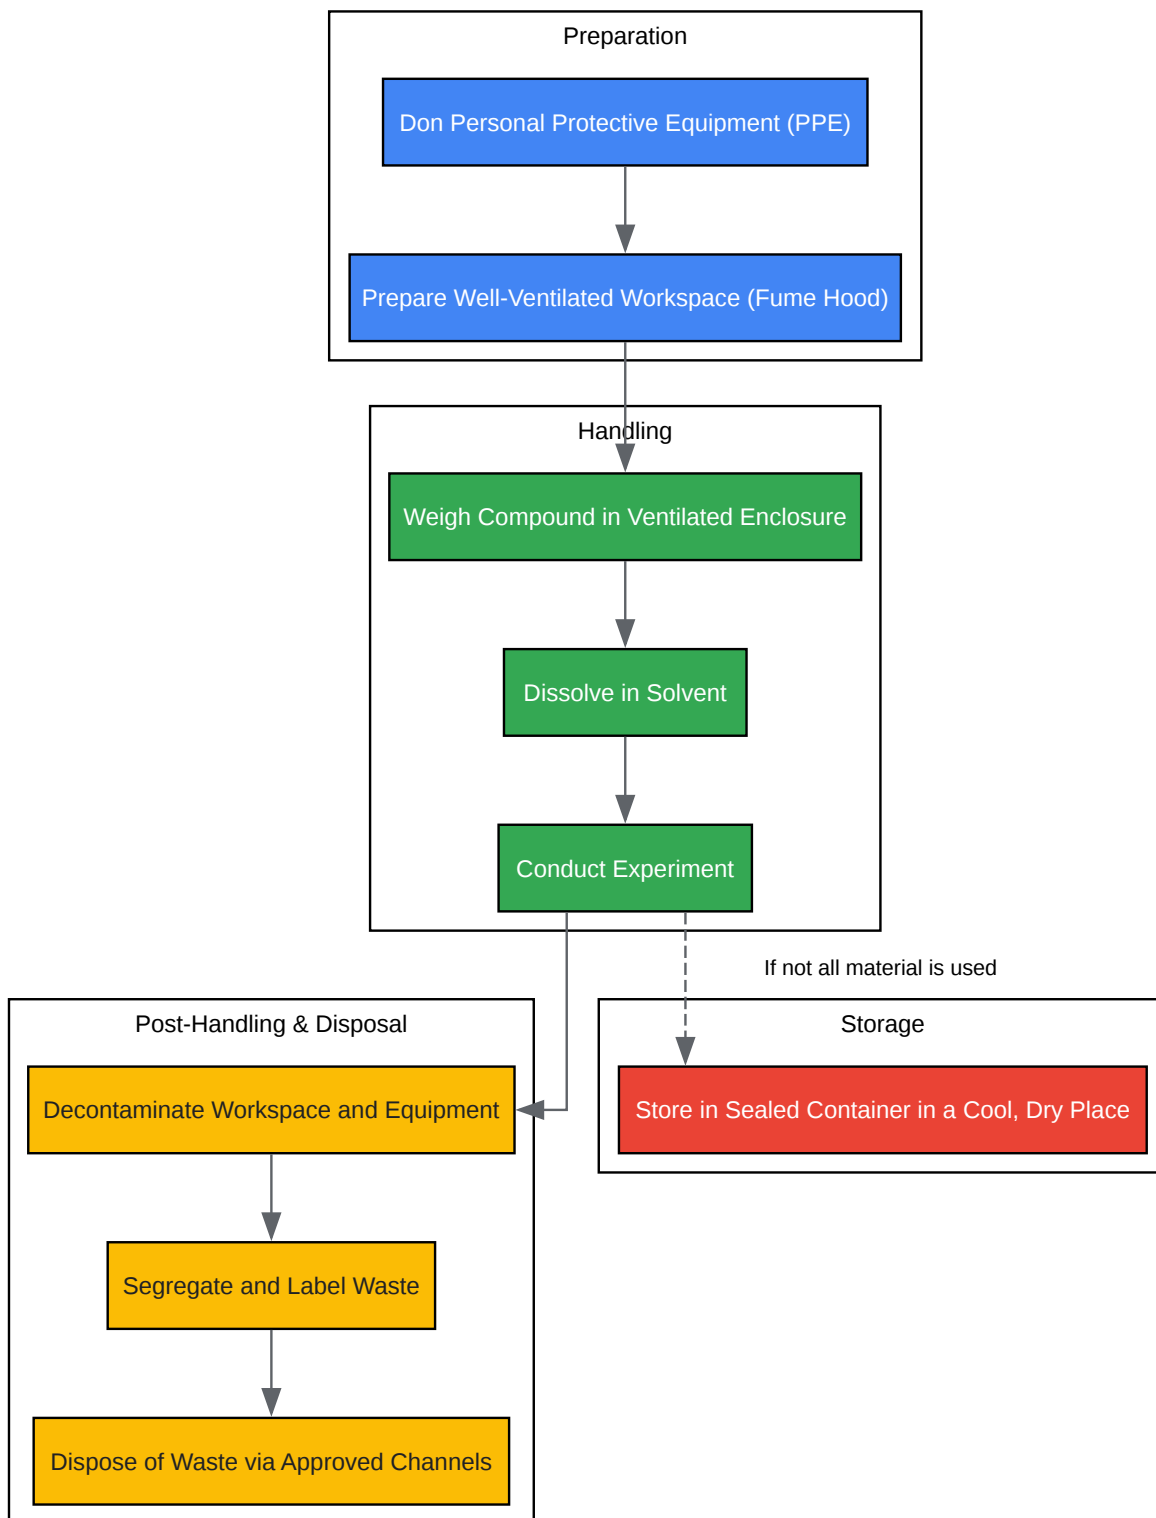 Preparation
Don Personal Protective Equipment (PPE)
Prepare Well-Ventilated Workspace (Fume Hood)
Handling
Weigh Compound in Ventilated Enclosure
Dissolve in Solvent
Conduct Experiment
If not all material is used
Post-Handling & Disposal
Decontaminate Workspace and Equipment
Segregate and Label Waste
Dispose of Waste via Approved Channels
Storage
Store in Sealed Container in a Cool, Dry Place